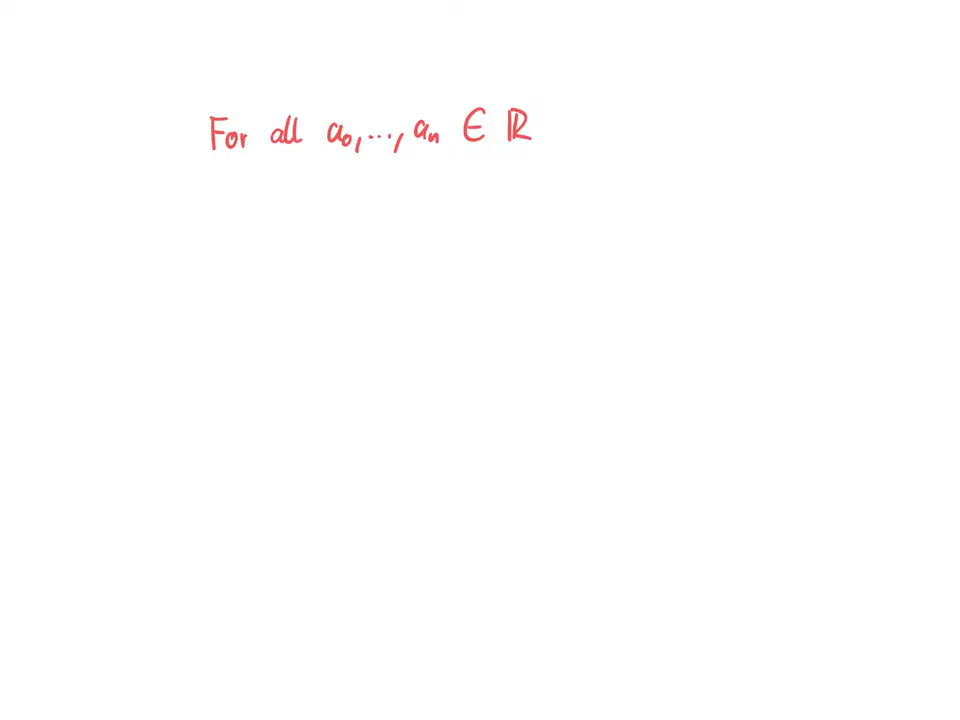 For all a₀,...,aₙ ∈ ℝ